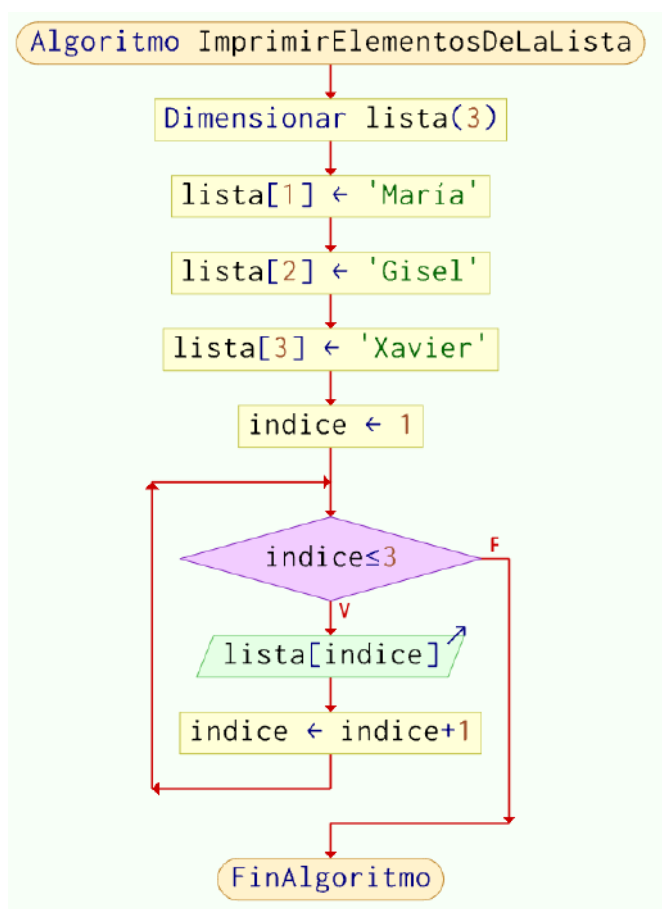 Algoritmo ImprimirElementosDeLaLista
Dimensionar lista(3)
lista[1] ← 'María'
lista[2] ← 'Gisel'
lista[3] ← 'Xavier'
indice ← 1
indice≤3
F
V
lista[indice]
indice ← indice+1
FinAlgoritmo